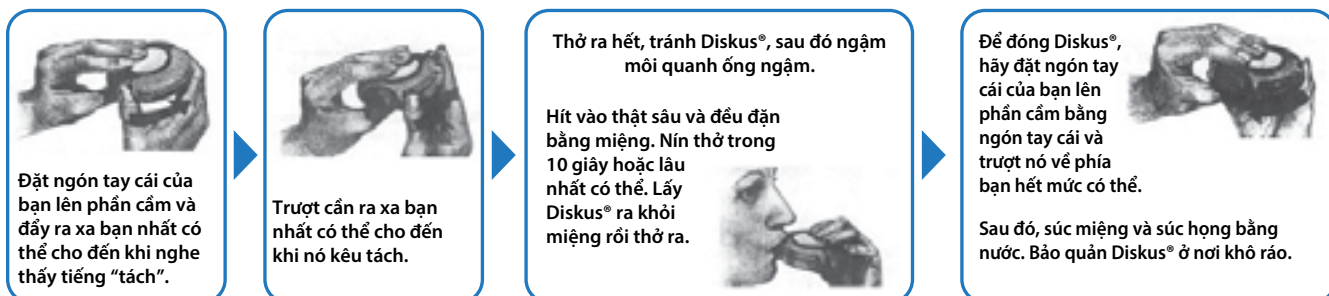 Đặt ngón tay cái của
bạn lên phần cầm và
đẩy ra xa bạn nhất có
thể cho đến khi nghe
thấy tiếng “tách”.
Trượt cần ra xa bạn
nhất có thể cho đến
khi nó kêu tách.
Thở ra hết, tránh Diskus®, sau đó ngậm
môi quanh ống ngậm.
Hít vào thật sâu và đều đặn
bằng miệng. Nín thở trong
10 giây hoặc lâu
nhất có thể. Lấy
Diskus® ra khỏi
miệng rồi thở ra.
Để đóng Diskus®,
hãy đặt ngón tay
cái của bạn lên
phần cầm bằng
ngón tay cái và
trượt nó về phía
bạn hết mức có thể.
Sau đó, súc miệng và súc họng bằng
nước. Bảo quản Diskus® ở nơi khô ráo.